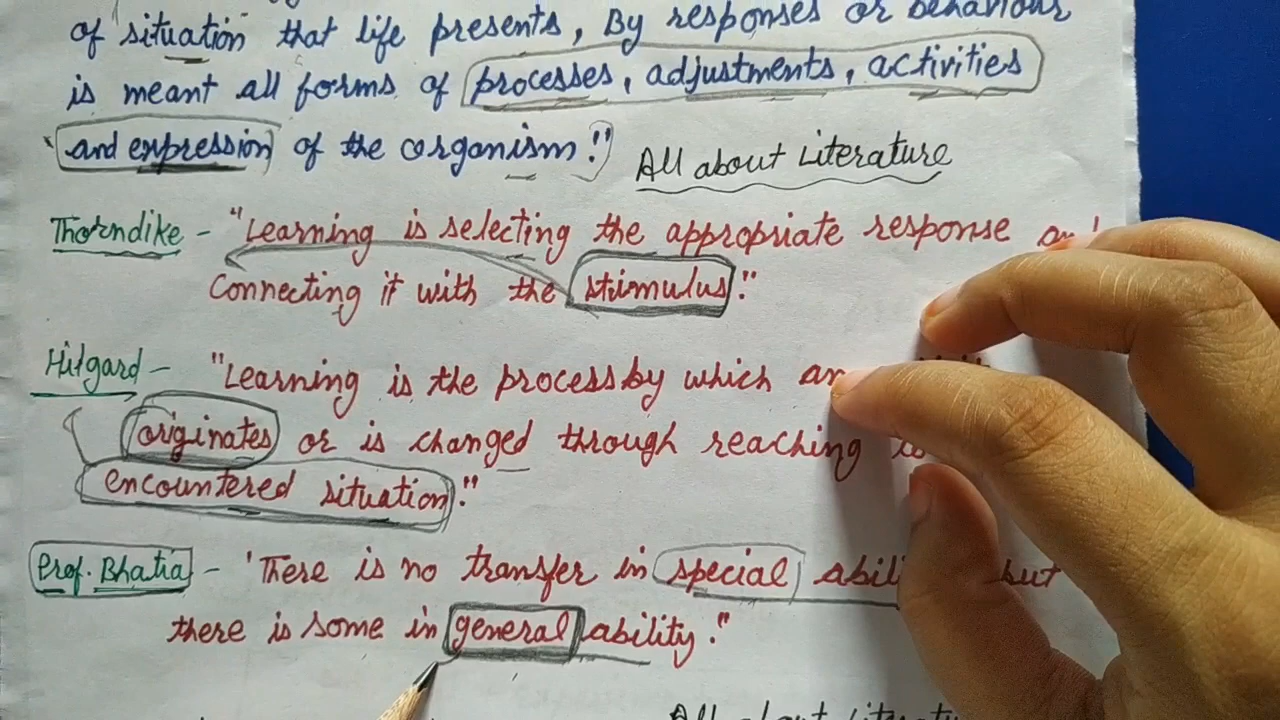 of situation that life presents, By responses or behaviour
is meant all forms of processes, adjustments, activities
and expression of the organism."
All about Literature
Thorndike - "Learning is selecting the appropriate response
Connecting it with the stimulus."
Hilgard - "Learning is the process by which an
originates or is changed through reaching
encountered situation."
Prof. Bhatia - 'There is no transfer in special but
there is some in general ability."
All about Literature